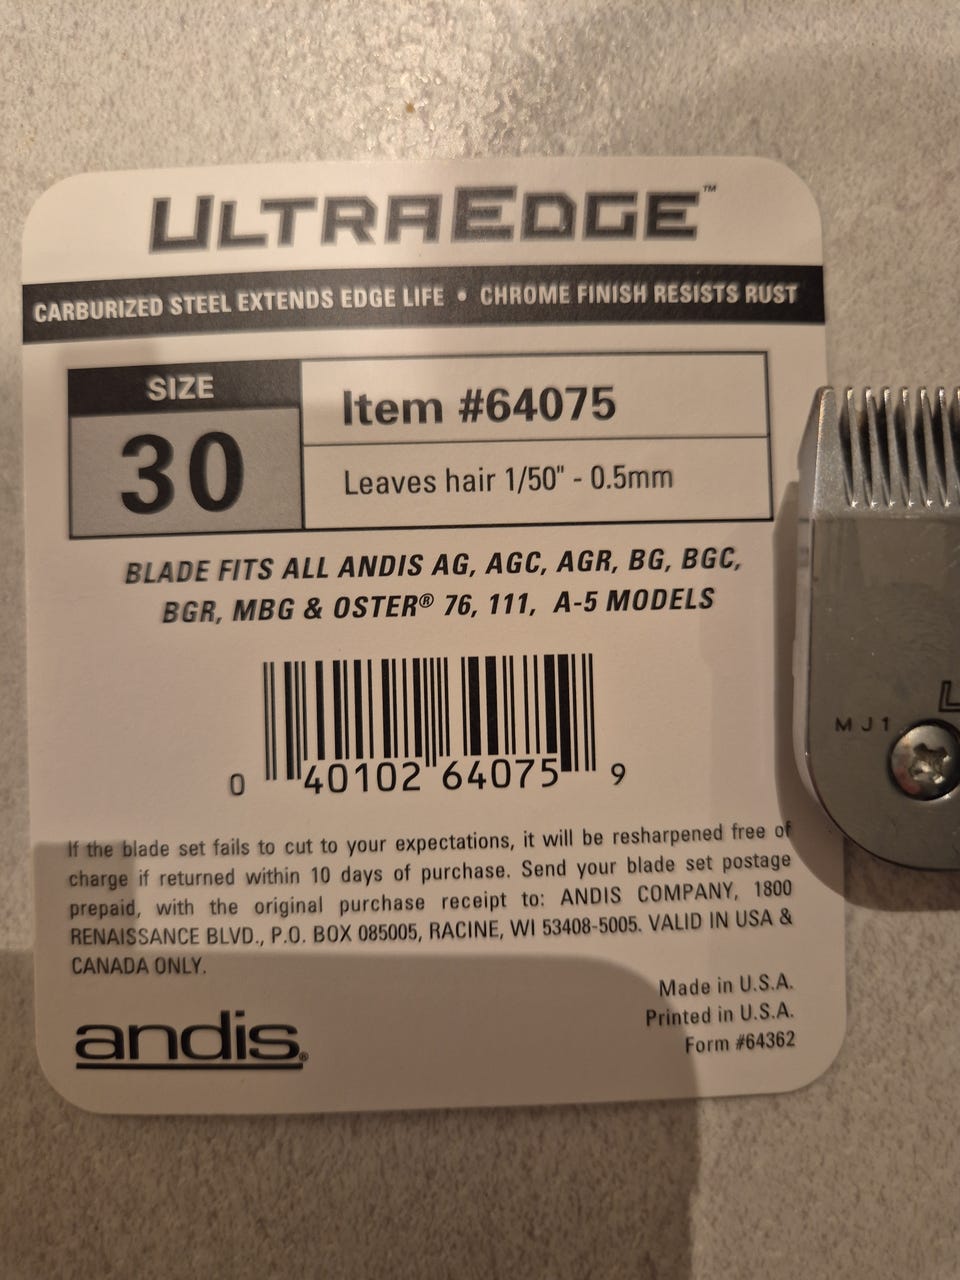 ULTRAEDGE™
CARBURIZED STEEL EXTENDS EDGE LIFE • CHROME FINISH RESISTS RUST
SIZE
30
Item #64075
Leaves hair 1/50" - 0.5mm
BLADE FITS ALL ANDIS AG, AGC, AGR, BG, BGC,
BGR, MBG & OSTER® 76, 111, A-5 MODELS
0 40102 64075 9
If the blade set fails to cut to your expectations, it will be resharpened free of
charge if returned within 10 days of purchase. Send your blade set postage
prepaid, with the original purchase receipt to: ANDIS COMPANY, 1800
RENAISSANCE BLVD., P.O. BOX 085005, RACINE, WI 53408-5005. VALID IN USA &
CANADA ONLY.
Made in U.S.A.
Printed in U.S.A.
Form #64362
andis®
MJ1